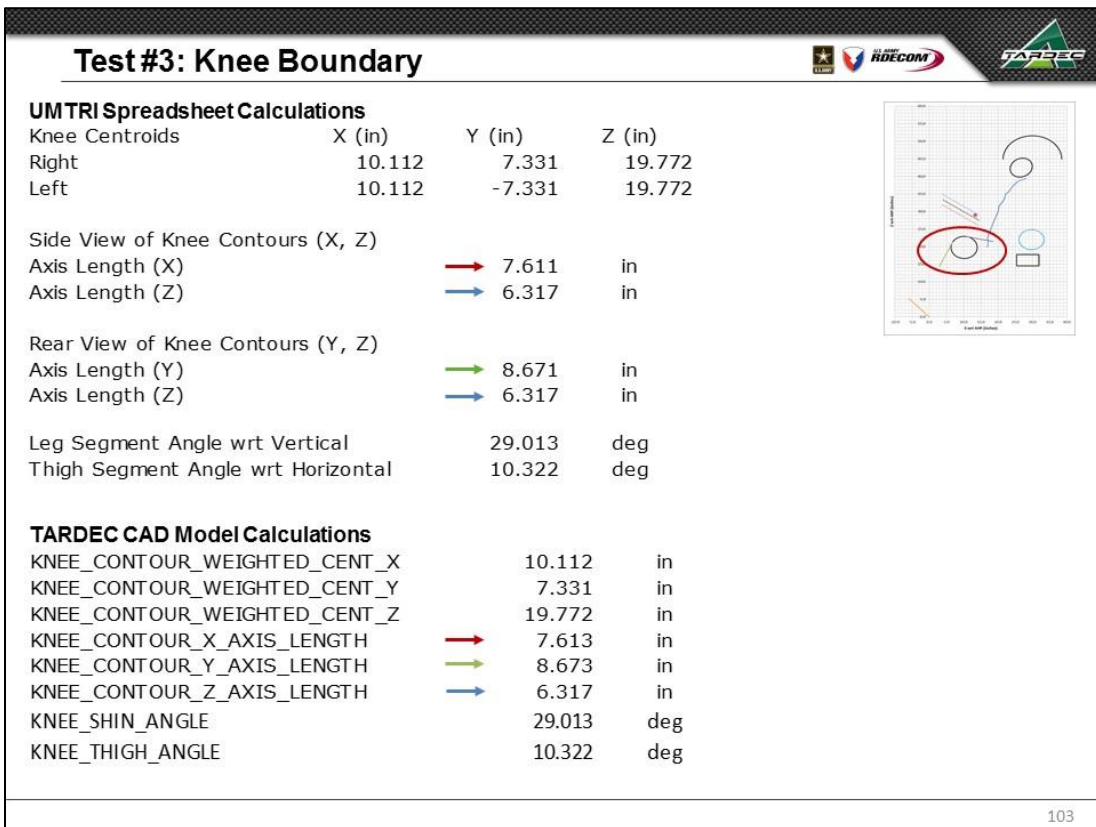 Test #3: Knee Boundary
U.S. ARMY
U.S. ARMY
RDECOM
TARDEC
UMTRI Spreadsheet Calculations
Knee Centroids X (in) Y (in) Z (in)
Right 10.112 7.331 19.772
Left 10.112 -7.331 19.772
Side View of Knee Contours (X, Z)
Axis Length (X) 7.611 in
Axis Length (Z) 6.317 in
Rear View of Knee Contours (Y, Z)
Axis Length (Y) 8.671 in
Axis Length (Z) 6.317 in
Leg Segment Angle wrt Vertical 29.013 deg
Thigh Segment Angle wrt Horizontal 10.322 deg
TARDEC CAD Model Calculations
KNEE_CONTOUR_WEIGHTED_CENT_X 10.112 in
KNEE_CONTOUR_WEIGHTED_CENT_Y 7.331 in
KNEE_CONTOUR_WEIGHTED_CENT_Z 19.772 in
KNEE_CONTOUR_X_AXIS_LENGTH 7.613 in
KNEE_CONTOUR_Y_AXIS_LENGTH 8.673 in
KNEE_CONTOUR_Z_AXIS_LENGTH 6.317 in
KNEE_SHIN_ANGLE 29.013 deg
KNEE_THIGH_ANGLE 10.322 deg
103